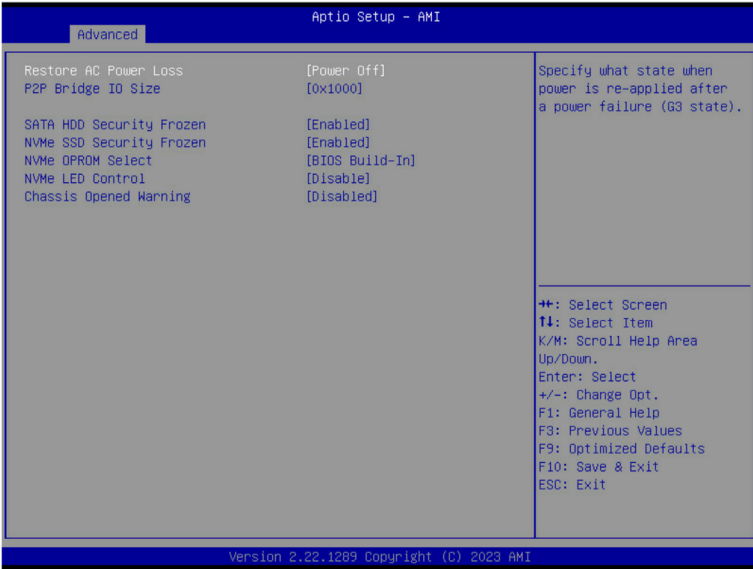 Aptio Setup – AMI
Advanced
Restore AC Power Loss [Power Off]
P2P Bridge IO Size [0x1000]
SATA HDD Security Frozen [Enabled]
NVMe SSD Security Frozen [Enabled]
NVMe OPROM Select [BIOS Build-In]
NVMe LED Control [Disable]
Chassis Opened Warning [Disabled]
Specify what state when
power is re-applied after
a power failure (G3 state).
→←: Select Screen
↑↓: Select Item
K/M: Scroll Help Area
Up/Down.
Enter: Select
+/-: Change Opt.
F1: General Help
F3: Previous Values
F9: Optimized Defaults
F10: Save & Exit
ESC: Exit
Version 2.22.1289 Copyright (C) 2023 AMI